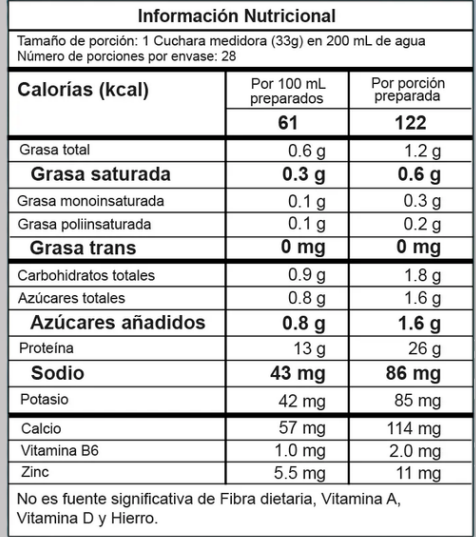 Información Nutricional
Tamaño de porción: 1 Cuchara medidora (33g) en 200 mL de agua
Número de porciones por envase: 28
Calorías (kcal) Por 100 mL preparados Por porción preparada
61 122
Grasa total 0.6 g 1.2 g
Grasa saturada 0.3 g 0.6 g
Grasa monoinsaturada 0.1 g 0.3 g
Grasa poliinsaturada 0.1 g 0.2 g
Grasa trans 0 mg 0 mg
Carbohidratos totales 0.9 g 1.8 g
Azúcares totales 0.8 g 1.6 g
Azúcares añadidos 0.8 g 1.6 g
Proteína 13 g 26 g
Sodio 43 mg 86 mg
Potasio 42 mg 85 mg
Calcio 57 mg 114 mg
Vitamina B6 1.0 mg 2.0 mg
Zinc 5.5 mg 11 mg
No es fuente significativa de Fibra dietaria, Vitamina A,
Vitamina D y Hierro.